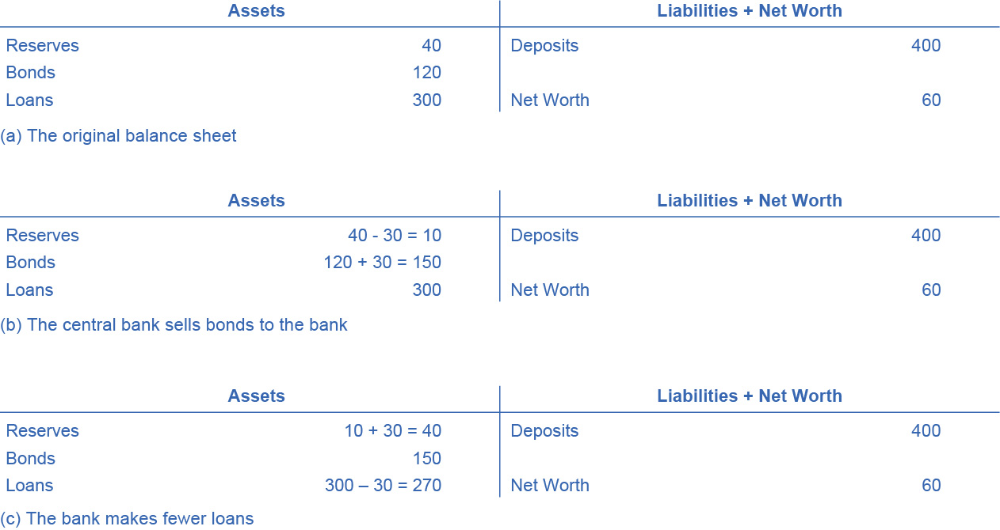 Assets Liabilities + Net Worth
Reserves 40 Deposits 400
Bonds 120
Loans 300 Net Worth 60
(a) The original balance sheet
Assets Liabilities + Net Worth
Reserves 40 - 30 = 10 Deposits 400
Bonds 120 + 30 = 150
Loans 300 Net Worth 60
(b) The central bank sells bonds to the bank
Assets Liabilities + Net Worth
Reserves 10 + 30 = 40 Deposits 400
Bonds 150
Loans 300 – 30 = 270 Net Worth 60
(c) The bank makes fewer loans